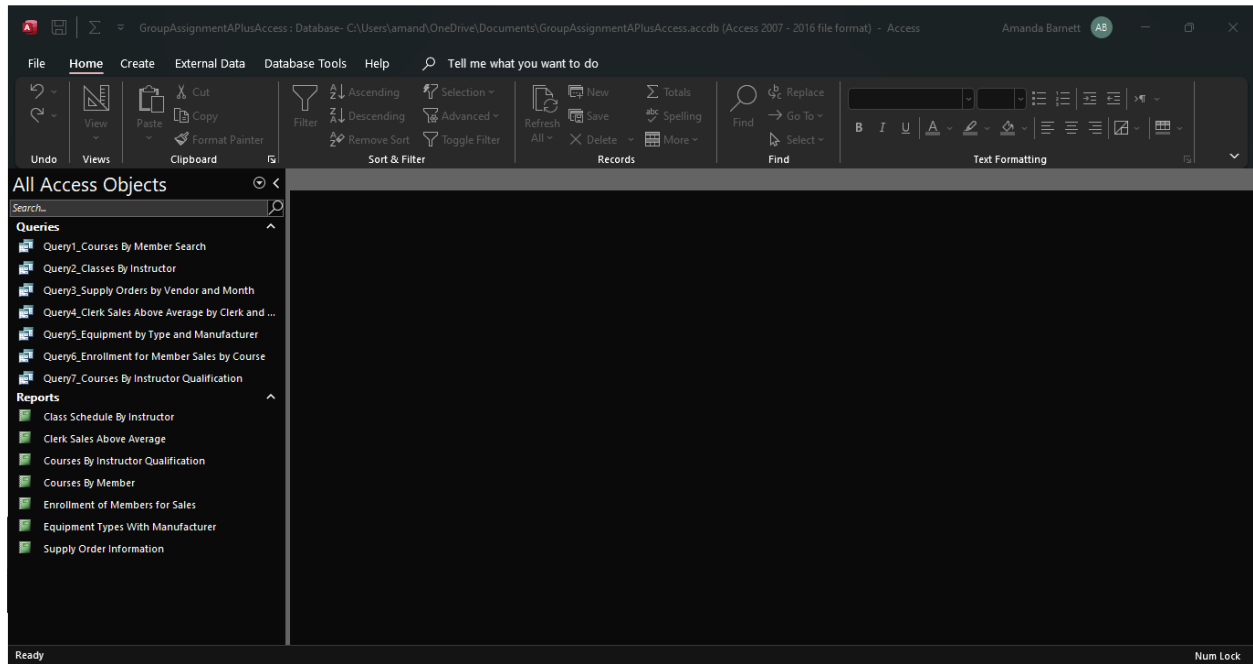 GroupAssignmentAPlusAccess : Database- C:\Users\amand\OneDrive\Documents\GroupAssignmentAPlusAccess.accdb (Access 2007 - 2016 file format) - Access Amanda Barnett AB
File Home Create External Data Database Tools Help Tell me what you want to do
Cut Ascending Selection New Totals Replace
Copy Descending Advanced Save Spelling Go To
View Paste Filter Refresh Find
Format Painter Remove Sort Toggle Filter All Delete More Select
B I U A
Undo Views Clipboard Sort & Filter Records Find Text Formatting
All Access Objects
Search...
Queries
Query1_Courses By Member Search
Query2_Classes By Instructor
Query3_Supply Orders by Vendor and Month
Query4_Clerk Sales Above Average by Clerk and ...
Query5_Equipment by Type and Manufacturer
Query6_Enrollment for Member Sales by Course
Query7_Courses By Instructor Qualification
Reports
Class Schedule By Instructor
Clerk Sales Above Average
Courses By Instructor Qualification
Courses By Member
Enrollment of Members for Sales
Equipment Types With Manufacturer
Supply Order Information
Ready Num Lock